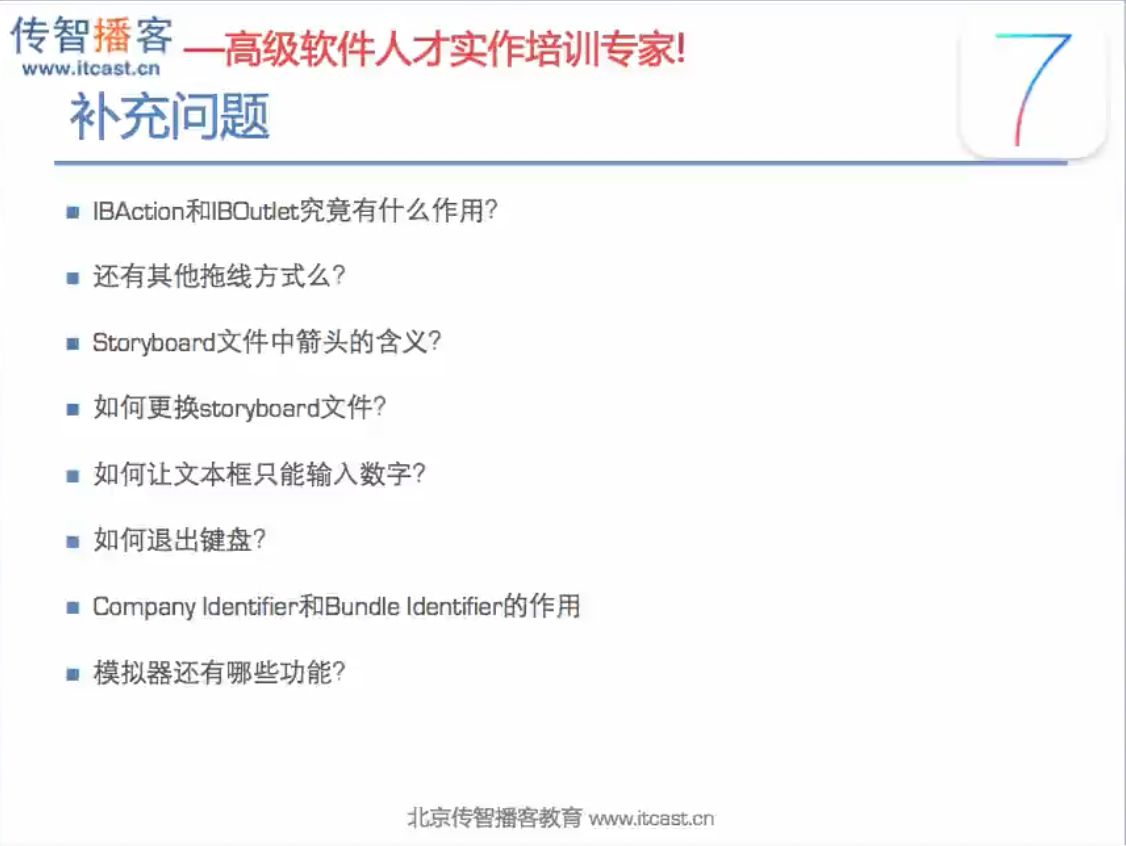 传智播客
www.itcast.cn
—高级软件人才实作培训专家!
7
补充问题
IBAction和IBOutlet究竟有什么作用?
还有其他拖线方式么?
Storyboard文件中箭头的含义?
如何更换storyboard文件?
如何让文本框只能输入数字?
如何退出键盘?
Company Identifier和Bundle Identifier的作用
模拟器还有哪些功能?
北京传智播客教育 www.itcast.cn